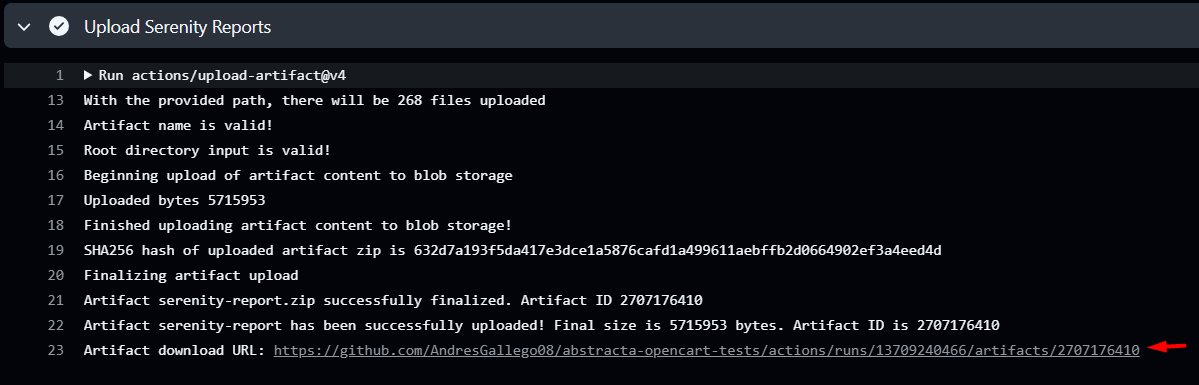 Upload Serenity Reports
1 Run actions/upload-artifact@v4
13 With the provided path, there will be 268 files uploaded
14 Artifact name is valid!
15 Root directory input is valid!
16 Beginning upload of artifact content to blob storage
17 Uploaded bytes 5715953
18 Finished uploading artifact content to blob storage!
19 SHA256 hash of uploaded artifact zip is 632d7a193f5da417e3dce1a5876cafd1a499611aebffb2d0664902ef3a4eed4d
20 Finalizing artifact upload
21 Artifact serenity-report.zip successfully finalized. Artifact ID 2707176410
22 Artifact serenity-report has been successfully uploaded! Final size is 5715953 bytes. Artifact ID is 2707176410
23 Artifact download URL: https://github.com/AndresGallego08/abstracta-opencart-tests/actions/runs/13709240466/artifacts/2707176410